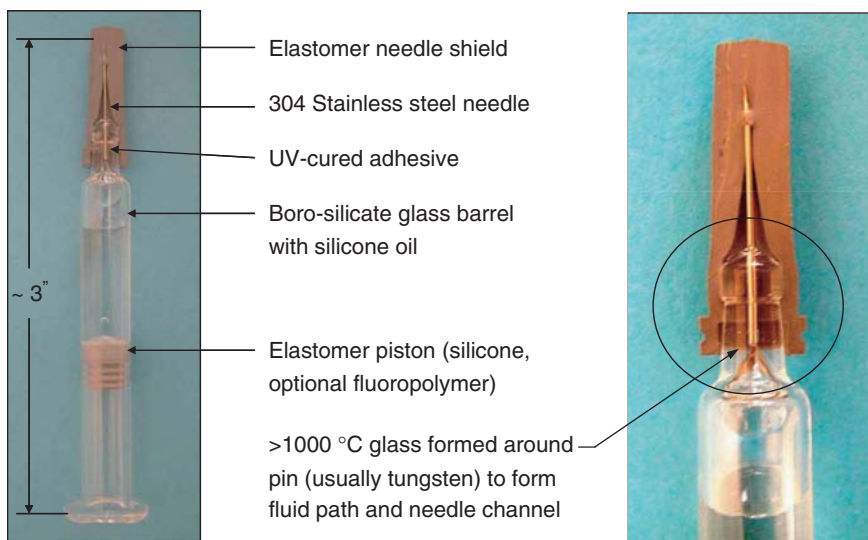 Elastomer needle shield
304 Stainless steel needle
UV-cured adhesive
Boro-silicate glass barrel
with silicone oil
~ 3”
Elastomer piston (silicone,
optional fluoropolymer)
>1000 °C glass formed around
pin (usually tungsten) to form
fluid path and needle channel